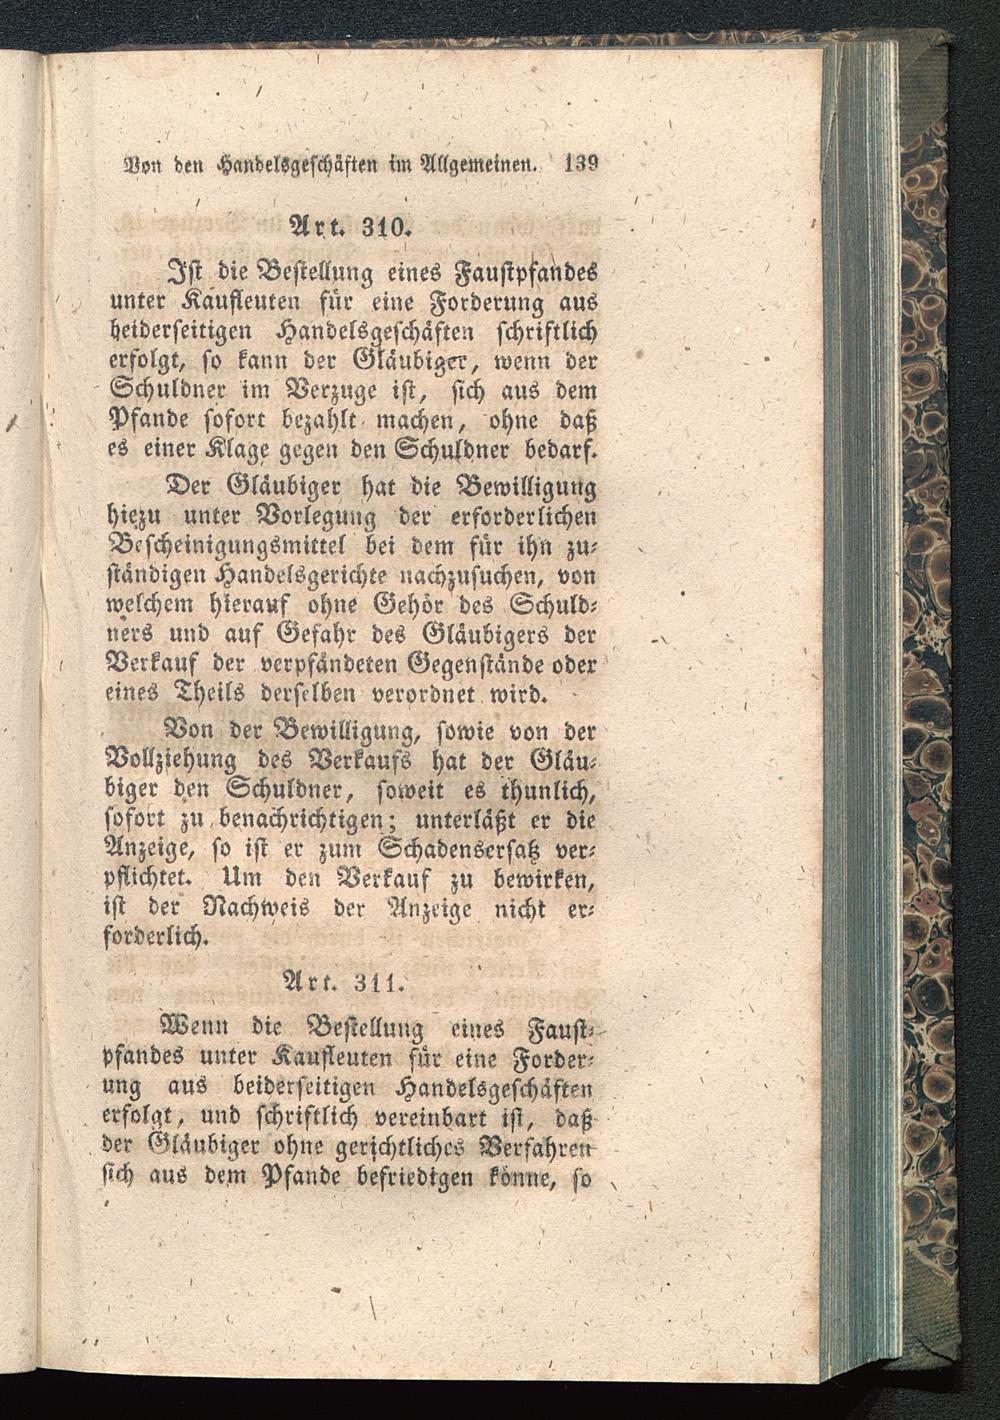 Von den Handelsgeschäften im Allgemeinen. 139
Art. 310.
Ist die Bestellung eines Faustpfandes
unter Kaufleuten für eine Forderung aus
beiderseitigen Handelsgeschäften schriftlich
erfolgt, so kann der Gläubiger, wenn der
Schuldner im Verzuge ist, sich aus dem
Pfande sofort bezahlt machen, ohne daß
es einer Klage gegen den Schuldner bedarf.
Der Gläubiger hat die Bewilligung
hiezu unter Vorlegung der erforderlichen
Bescheinigungsmittel bei dem für ihn zu⸗
ständigen Handelsgerichte nachzusuchen, von
welchem hierauf ohne Gehör des Schuld⸗
ners und auf Gefahr des Gläubigers der
Verkauf der verpfändeten Gegenstände oder
eines Theils derselben verordnet wird.
Von der Bewilligung, sowie von der
Vollziehung des Verkaufs hat der Gläu⸗
biger den Schuldner, soweit es thunlich,
sofort zu benachrichtigen; unterläßt er die
Anzeige, so ist er zum Schadensersatz ver⸗
pflichtet. Um den Verkauf zu bewirken,
ist der Nachweis der Anzeige nicht er⸗
forderlich.
Art. 311.
Wenn die Bestellung eines Faust⸗
pfandes unter Kaufleuten für eine Forder⸗
ung aus beiderseitigen Handelsgeschäften
erfolgt, und schriftlich vereinbart ist, daß
der Gläubiger ohne gerichtliches Verfahren
sich aus dem Pfande befriedigen könne, so